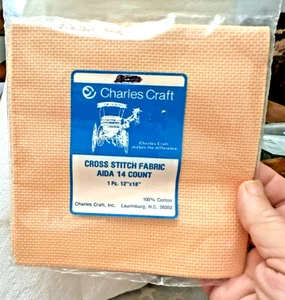 Charles Craft
Charles Craft
makes the difference.
CROSS STITCH FABRIC
AIDA 14 COUNT
1 Pc. 12"x18"
100% Cotton
Charles Craft, Inc. Laurinburg, N.C. 28352